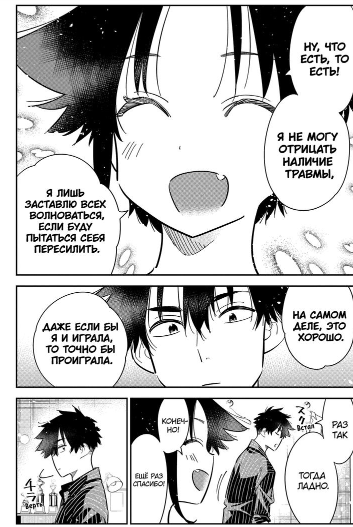 НУ, ЧТО
ЕСТЬ, ТО
ЕСТЬ!
Я НЕ МОГУ
ОТРИЦАТЬ
НАЛИЧИЕ
ТРАВМЫ,
Я ЛИШЬ
ЗАСТАВЛЮ ВСЕХ
ВОЛНОВАТЬСЯ,
ЕСЛИ БУДУ
ПЫТАТЬСЯ СЕБЯ
ПЕРЕСИЛИТЬ.
НА САМОМ
ДЕЛЕ, ЭТО
ХОРОШО.
ДАЖЕ ЕСЛИ БЫ
Я И ИГРАЛА,
ТО ТОЧНО БЫ
ПРОИГРАЛА.
РАЗ
ТАК
ТОГДА
ЛАДНО.
Встал
КОНЕЧ-
НО!
ЕЩЁ РАЗ
СПАСИБО!
Верть